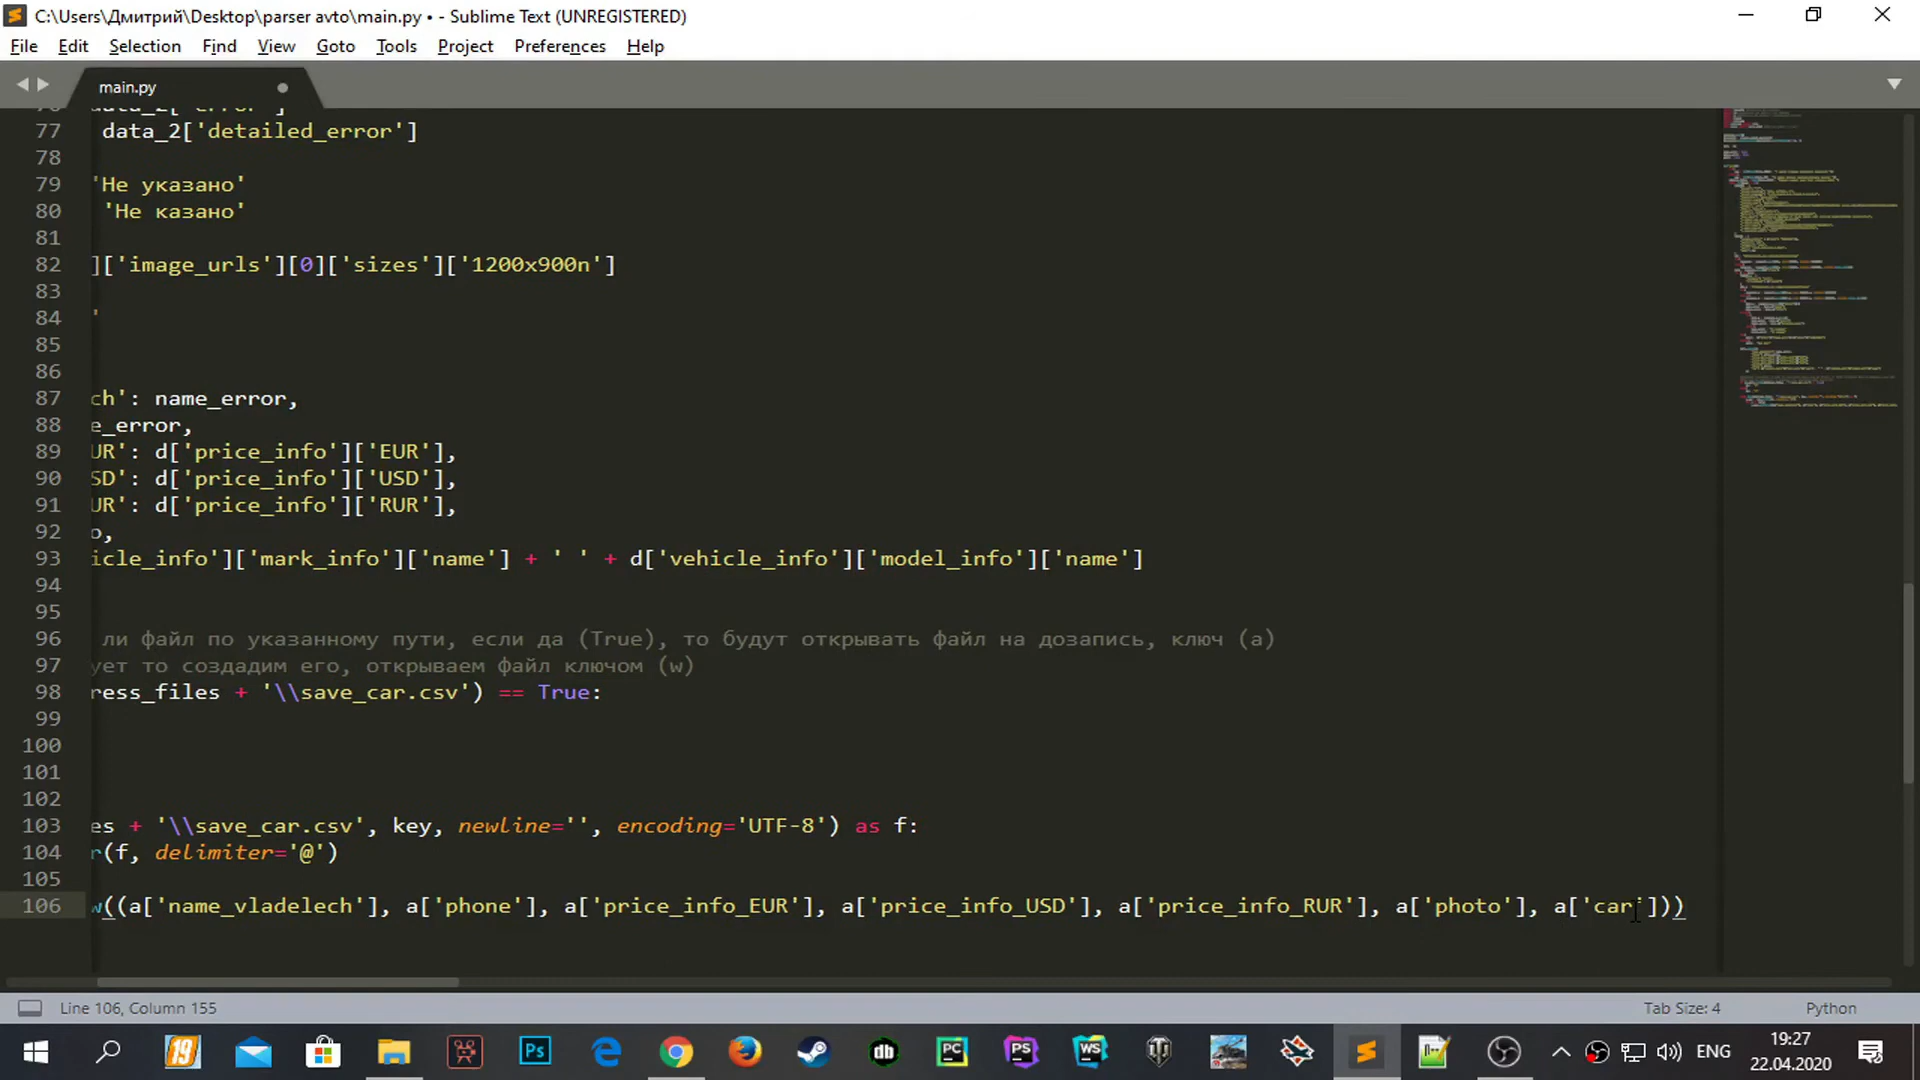 C:\Users\Дмитрий\Desktop\parser avto\main.py • - Sublime Text (UNREGISTERED)
File Edit Selection Find View Goto Tools Project Preferences Help
main.py
77 data_2['detailed_error']
78
79 'Не указано'
80 'Не казано'
81
82 ]['image_urls'][0]['sizes']['1200x900n']
83
84 '
85
86
87 ch': name_error,
88 e_error,
89 UR': d['price_info']['EUR'],
90 SD': d['price_info']['USD'],
91 UR': d['price_info']['RUR'],
92 o,
93 icle_info']['mark_info']['name'] + ' ' + d['vehicle_info']['model_info']['name']
94
95
96 ли файл по указанному пути, если да (True), то будут открывать файл на дозапись, ключ (a)
97 ует то создадим его, открываем файл ключом (w)
98 ress_files + '\\save_car.csv') == True:
99
100
101
102
103 es + '\\save_car.csv', key, newline='', encoding='UTF-8') as f:
104 r(f, delimiter='@')
105
106 w((a['name_vladelech'], a['phone'], a['price_info_EUR'], a['price_info_USD'], a['price_info_RUR'], a['photo'], a['car']))
Line 106, Column 155 Tab Size: 4 Python
19 Ps db PC PS WS ENG 19:27
22.04.2020